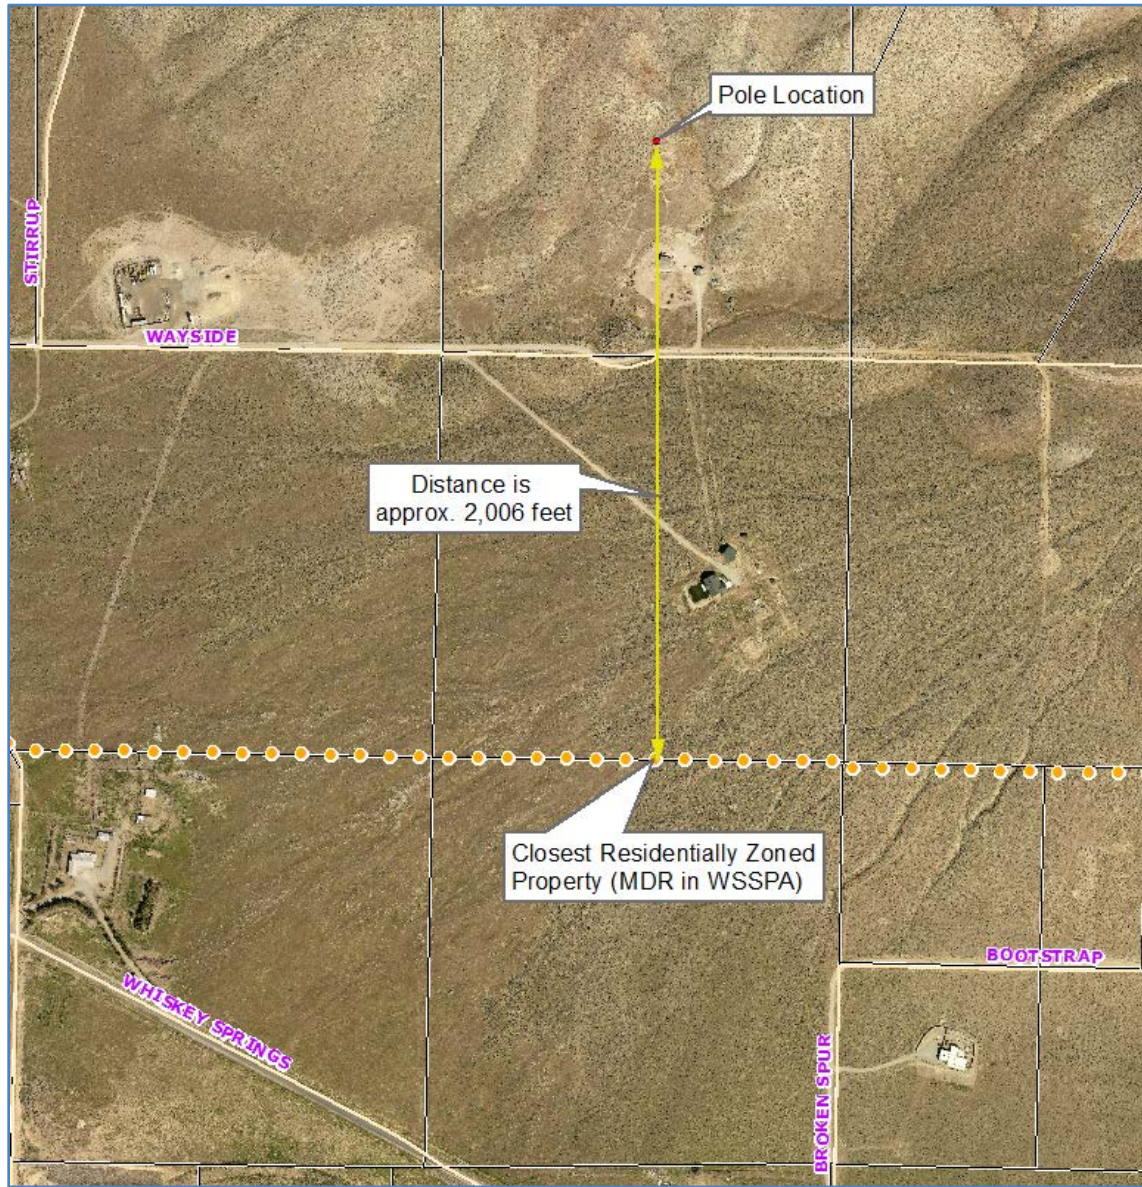 Pole Location
STIRRUP
WAYSIDE
Distance is
approx. 2,006 feet
Closest Residentially Zoned
Property (MDR in WSSPA)
BOOTSTRAP
WHISKEY SPRINGS
BROKEN SPUR